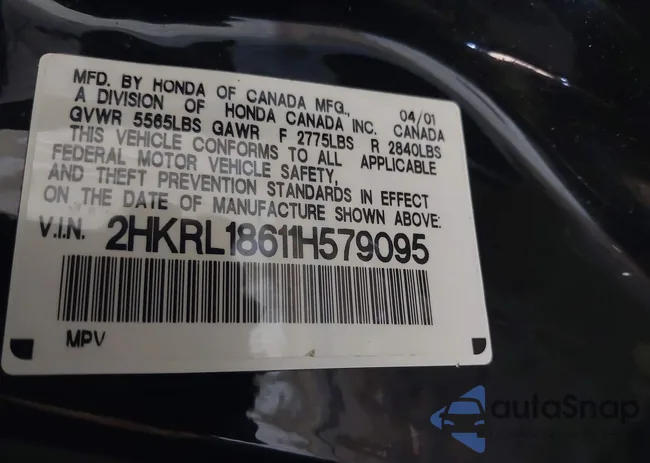 MFD. BY HONDA OF CANADA MFG., 04/01
A DIVISION OF HONDA CANADA INC. CANADA
GVWR 5565LBS GAWR F 2775LBS R 2840LBS
THIS VEHICLE CONFORMS TO ALL APPLICABLE
FEDERAL MOTOR VEHICLE SAFETY,
AND THEFT PREVENTION STANDARDS IN EFFECT
ON THE DATE OF MANUFACTURE SHOWN ABOVE.
V.I.N. 2HKRL18611H579095
MPV
autoSnap